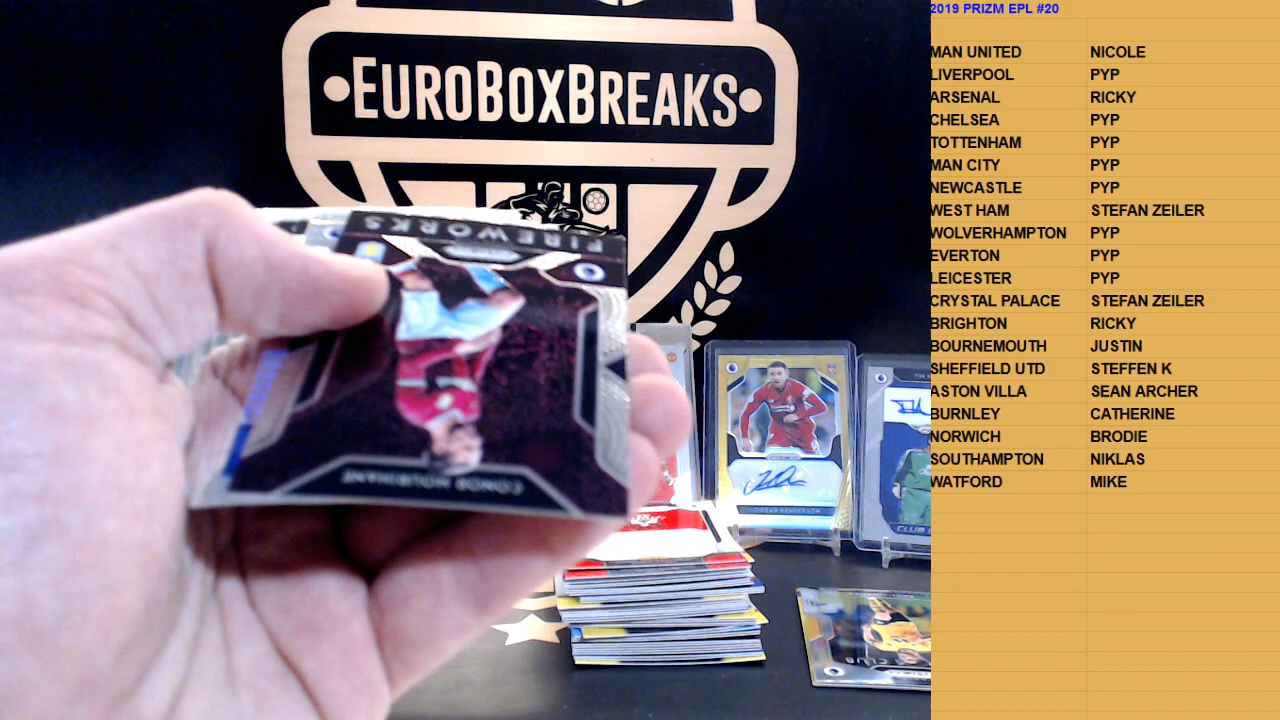 EUROBOXBREAKS
FIREWORKS
CONOR HOURIHANE
CLUB
2019 PRIZM EPL #20
MAN UNITED NICOLE
LIVERPOOL PYP
ARSENAL RICKY
CHELSEA PYP
TOTTENHAM PYP
MAN CITY PYP
NEWCASTLE PYP
WEST HAM STEFAN ZEILER
WOLVERHAMPTON PYP
EVERTON PYP
LEICESTER PYP
CRYSTAL PALACE STEFAN ZEILER
BRIGHTON RICKY
BOURNEMOUTH JUSTIN
SHEFFIELD UTD STEFFEN K
ASTON VILLA SEAN ARCHER
BURNLEY CATHERINE
NORWICH BRODIE
SOUTHAMPTON NIKLAS
WATFORD MIKE